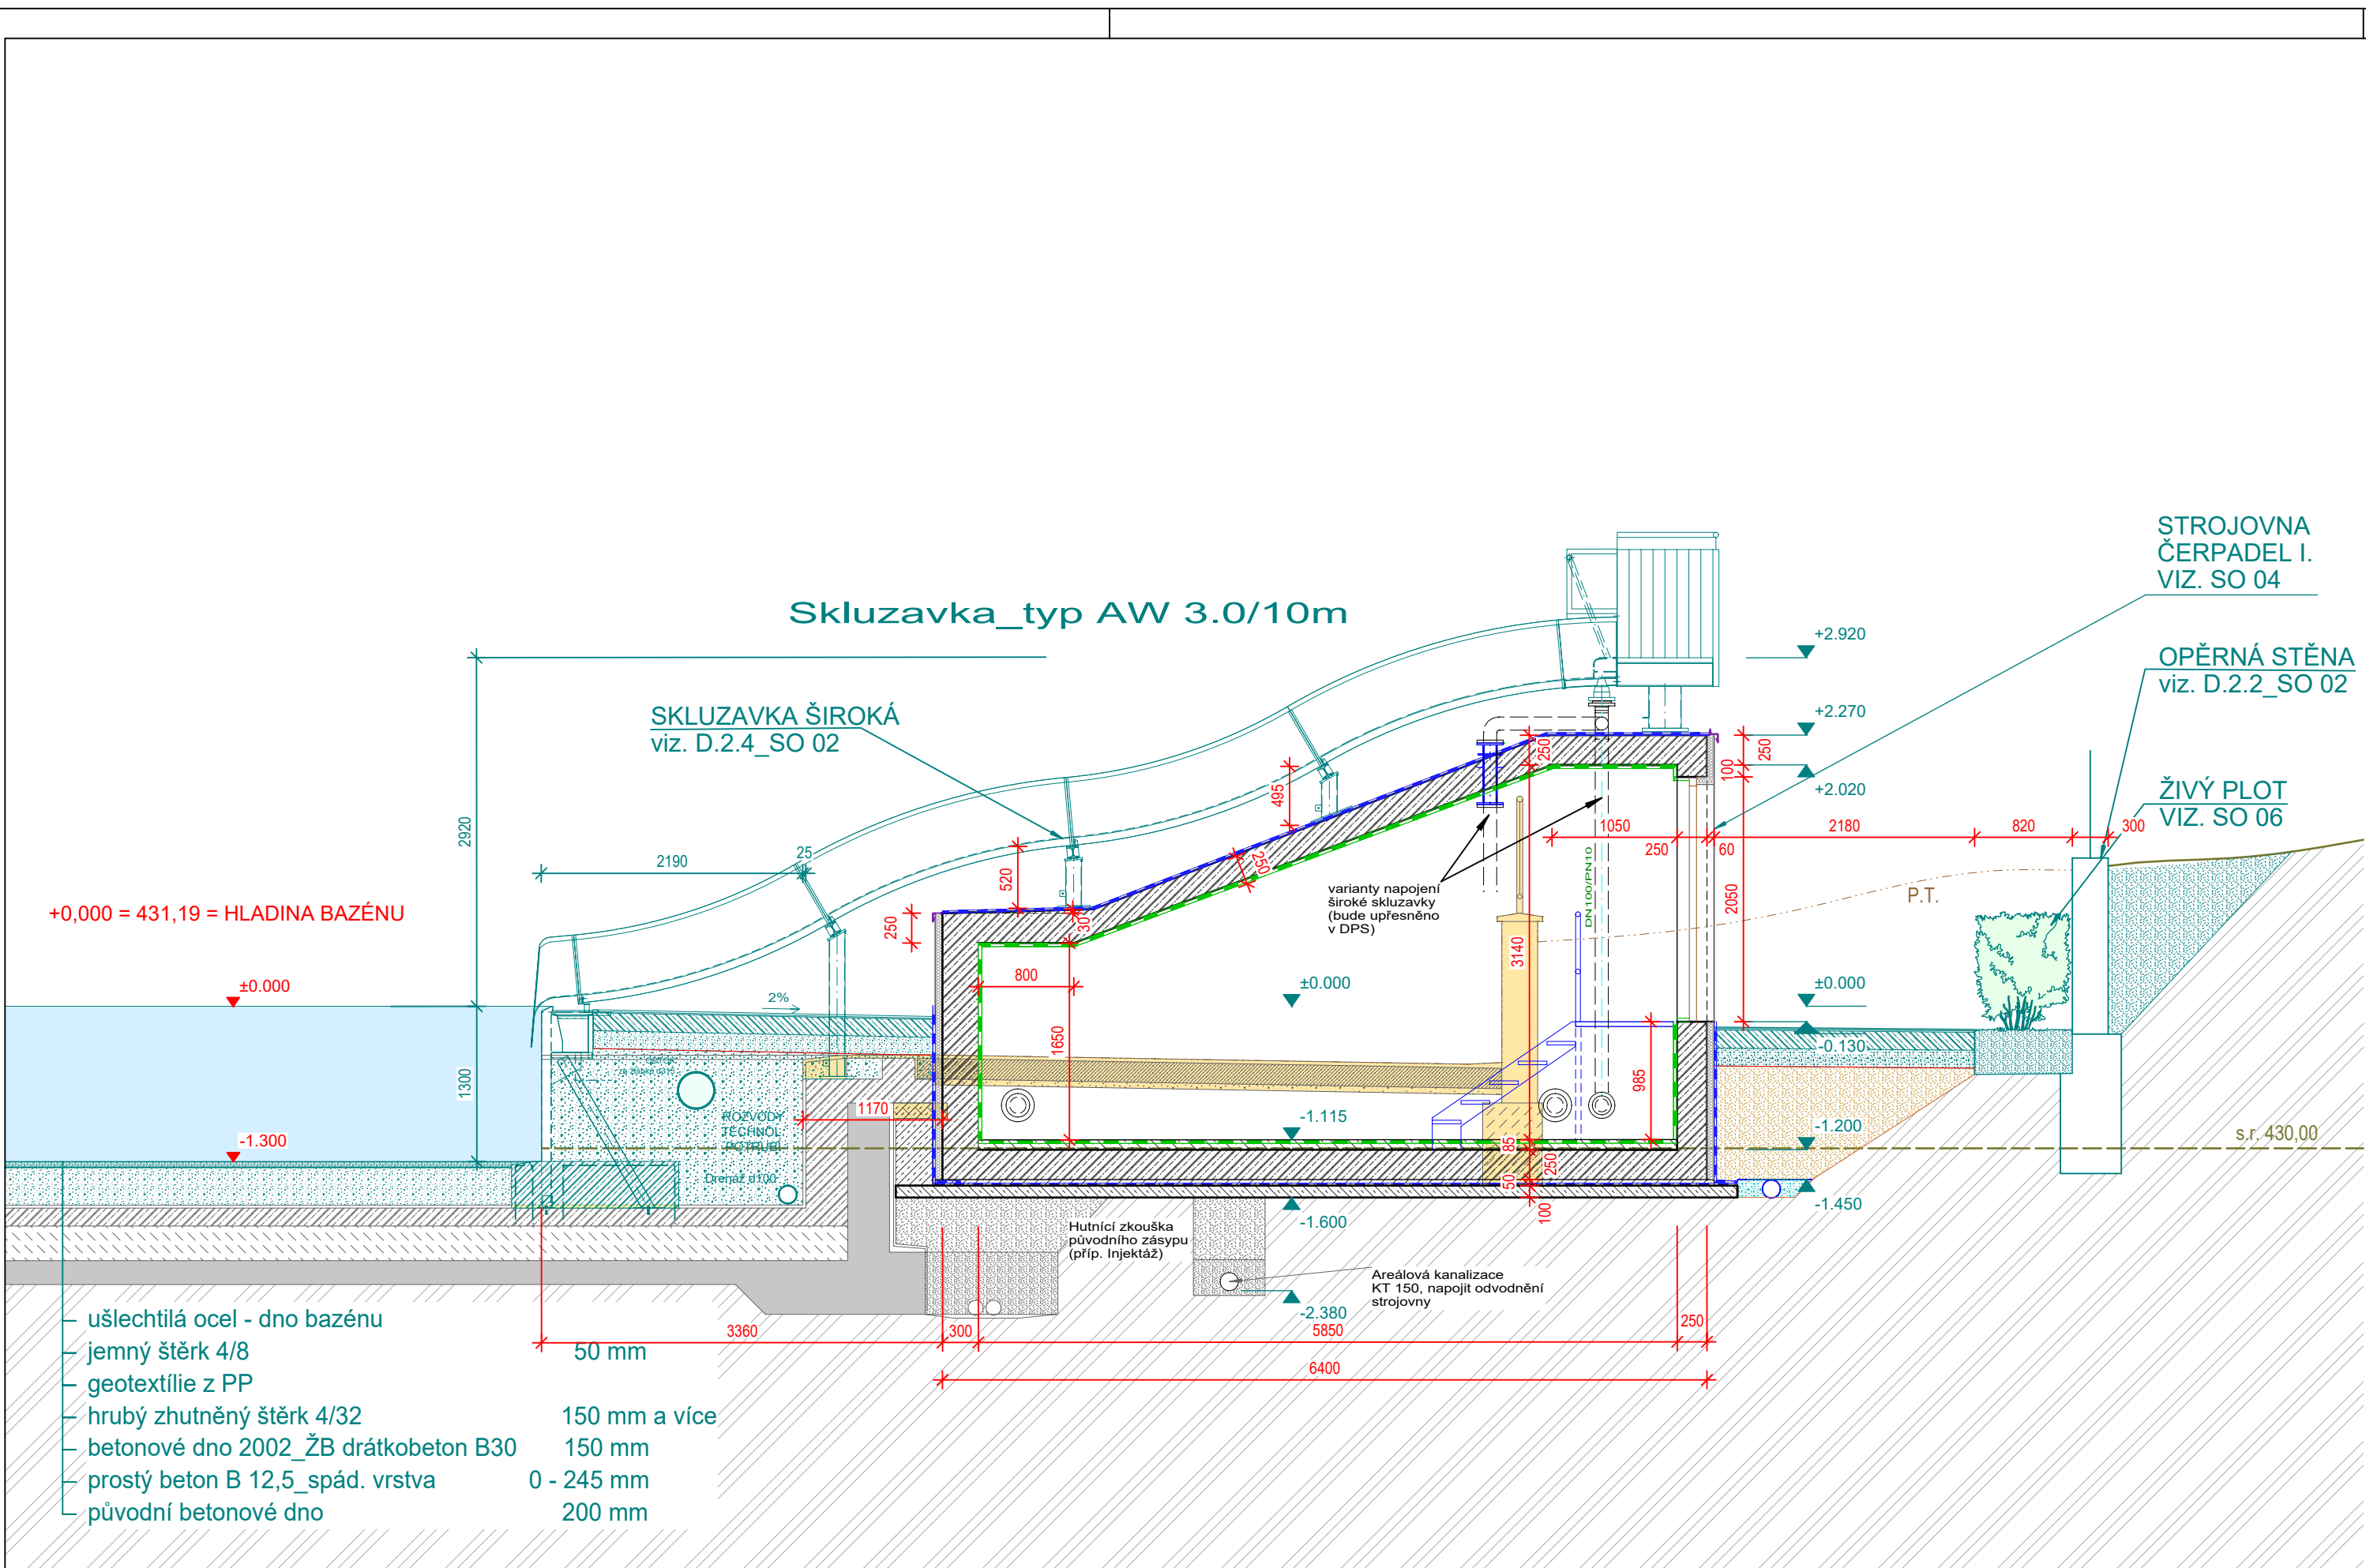 STROJOVNA
ČERPADEL I.
VIZ. SO 04
Skluzavka_typ AW 3.0/10m
+2.920
OPĚRNÁ STĚNA
viz. D.2.2_SO 02
SKLUZAVKA ŠIROKÁ
viz. D.2.4_SO 02
+2.270
250
250
100
+2.020
495
ŽIVÝ PLOT
VIZ. SO 06
2920
2190
25
1050
250
60
2180
820
300
520
250
varianty napojení
široké skluzavky
(bude upřesněno
v DPS)
DN100/PN10
2050
P.T.
+0,000 = 431,19 = HLADINA BAZÉNU
250
30
3140
±0.000
800
±0.000
±0.000
2%
1650
-0.130
1300
985
1170
ROZVODY
TECHNOL.
POTRUBÍ
-1.115
-1.200
-1.300
s.r. 430,00
85
250
50
100
Drenáž d100
-1.450
-1.600
Hutnící zkouška
původního zásypu
(příp. Injektáž)
Areálová kanalizace
KT 150, napojit odvodnění
strojovny
-2.380
3360
300
5850
250
6400
ušlechtilá ocel - dno bazénu
jemný štěrk 4/8 50 mm
geotextílie z PP
hrubý zhutněný štěrk 4/32 150 mm a více
betonové dno 2002_ŽB drátkobeton B30 150 mm
prostý beton B 12,5_spád. vrstva 0 - 245 mm
původní betonové dno 200 mm